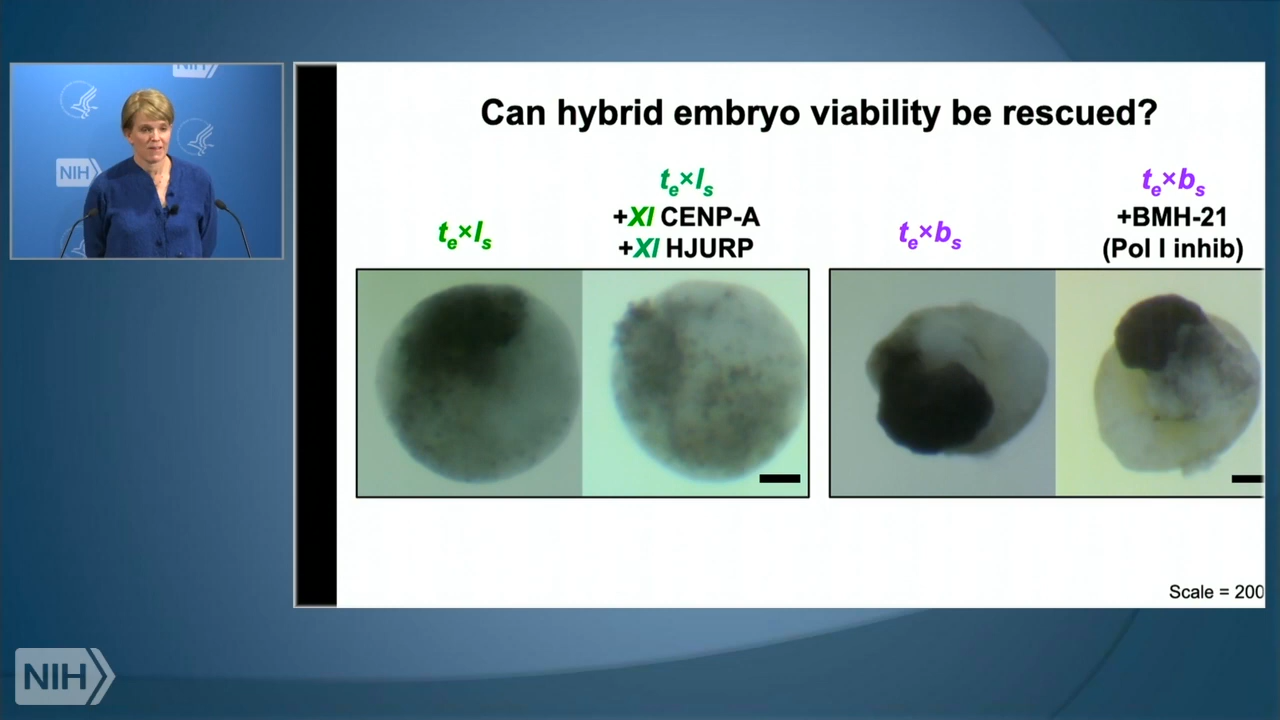 NIH
NIH
Can hybrid embryo viability be rescued?
te×ls
te×ls
+Xl CENP-A
+Xl HJURP
te×bs
te×bs
+BMH-21
(Pol I inhib)
Scale = 200
NIH